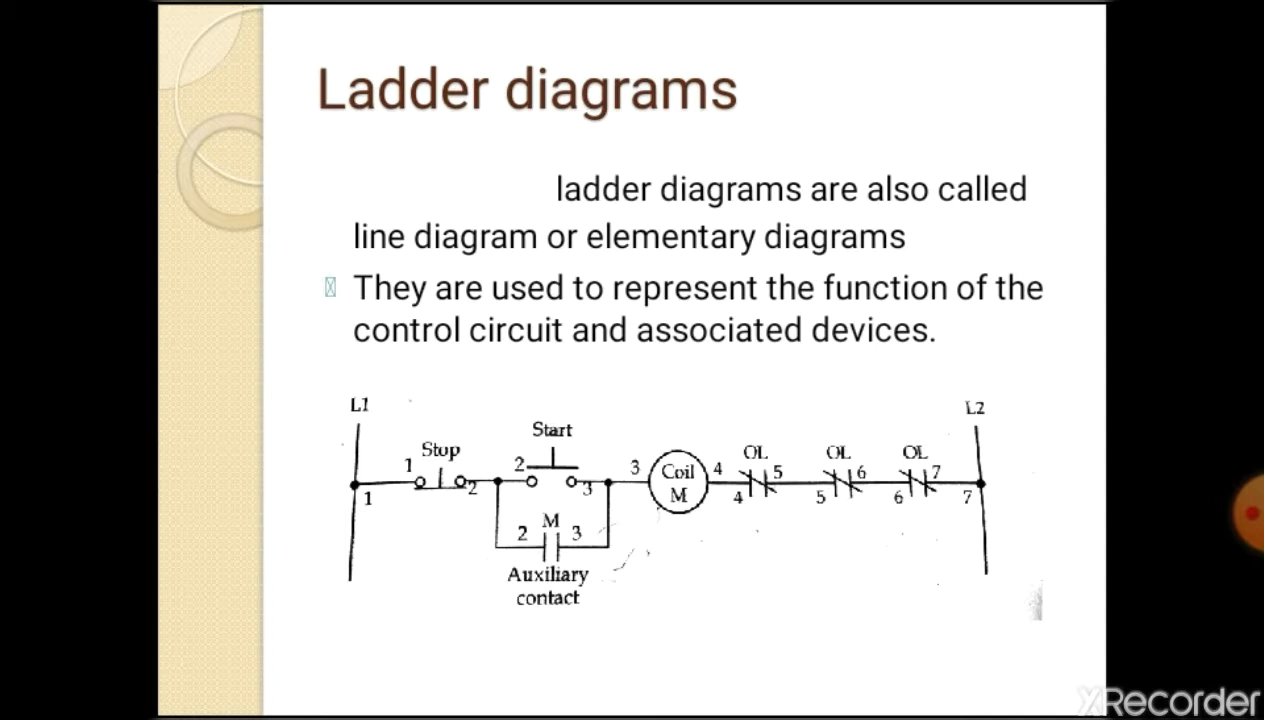 Ladder diagrams
ladder diagrams are also called
line diagram or elementary diagrams
They are used to represent the function of the
control circuit and associated devices.
L1
L2
Start
Stop
OL
OL
OL
1
2
3
Coil
M
4
5
6
7
1
2
3
4
5
6
7
M
2
3
Auxiliary
contact
XRecorder